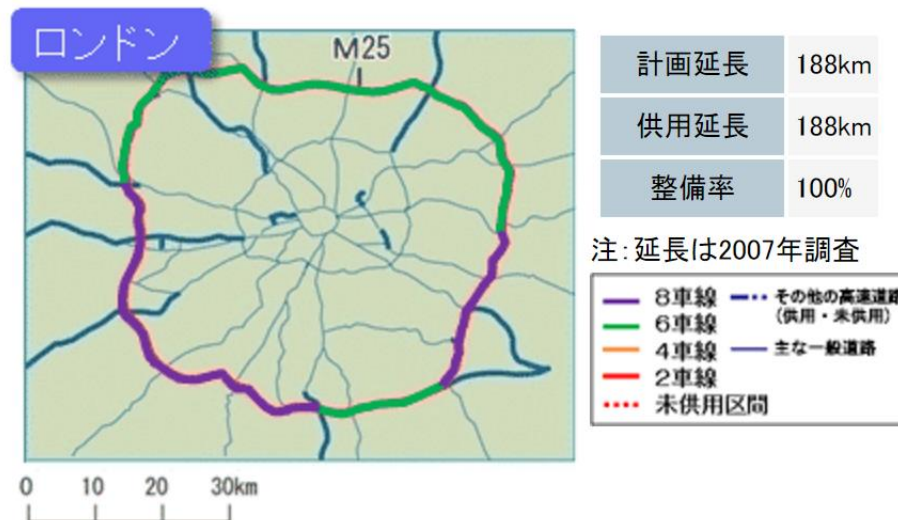 ロンドン
M25
計画延長 188km
供用延長 188km
整備率 100%
注:延長は2007年調査
8車線
6車線
4車線
2車線
未供用区間
その他の高速道路
(供用・未供用)
主な一般道路
0 10 20 30km